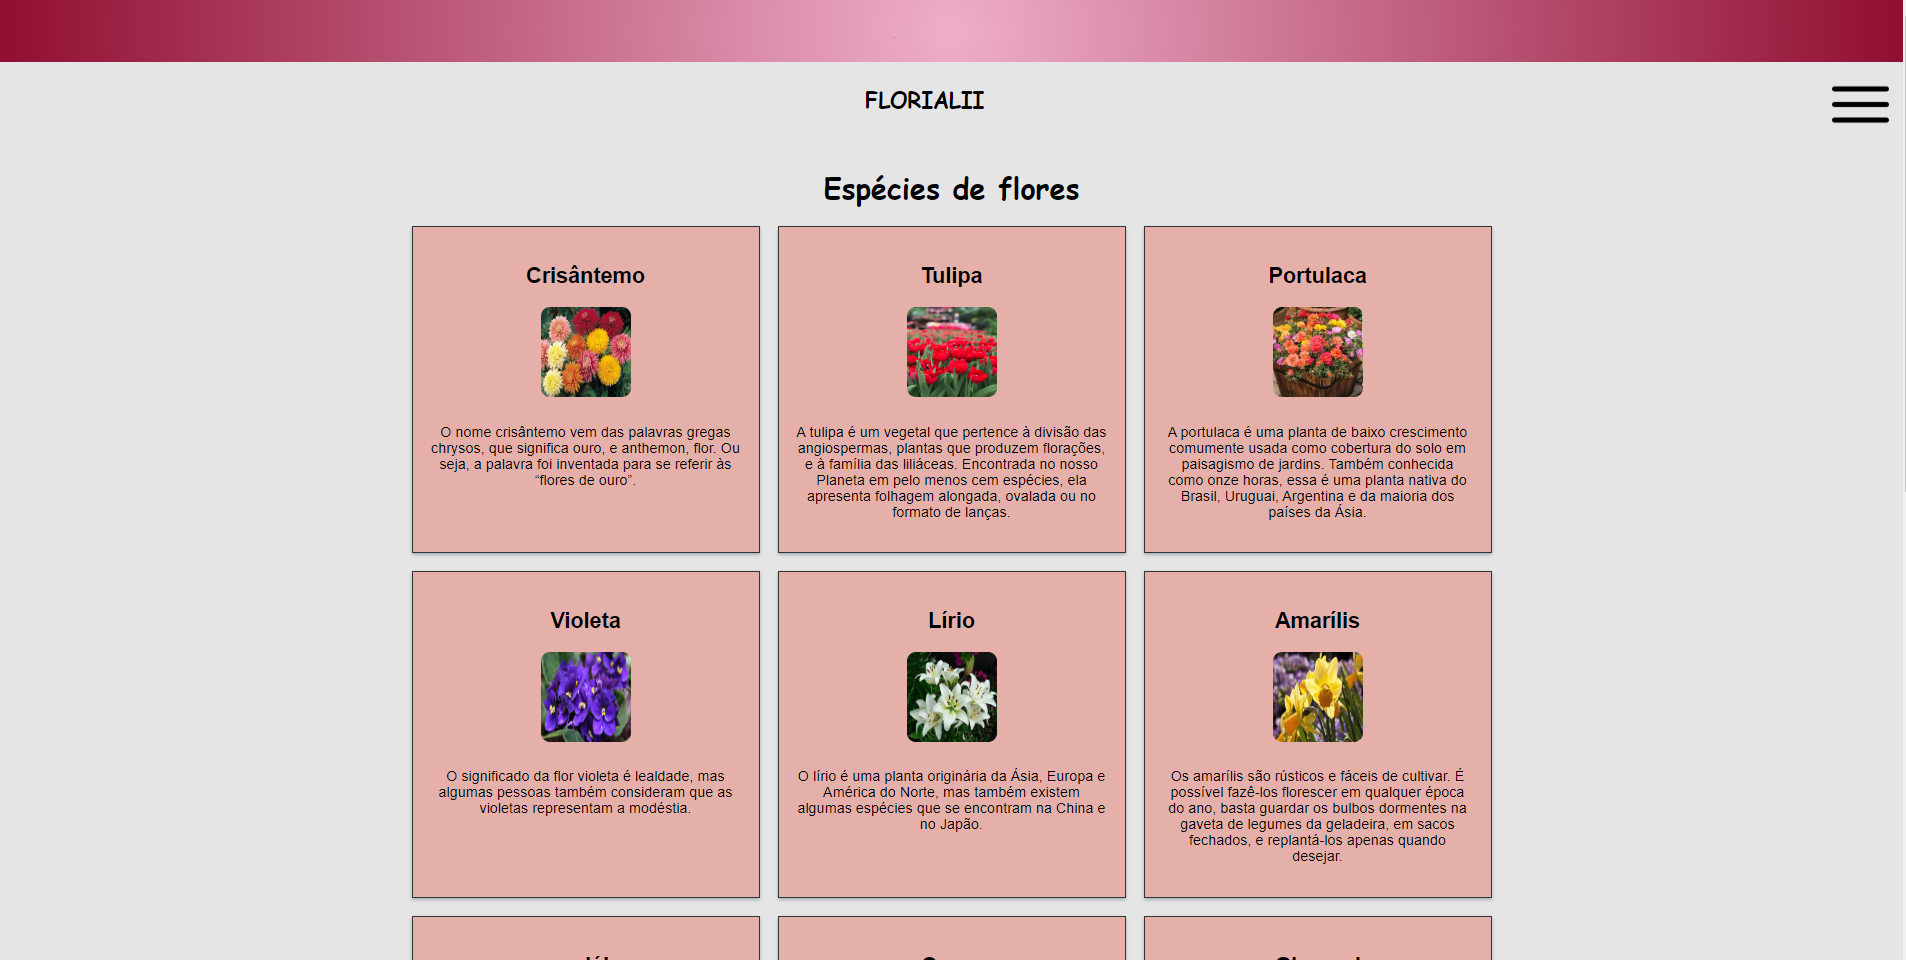 FLORIALII
Espécies de flores
Crisântemo
O nome crisântemo vem das palavras gregas
chrysos, que significa ouro, e anthemon, flor. Ou
seja, a palavra foi inventada para se referir às
“flores de ouro”.
Tulipa
A tulipa é um vegetal que pertence à divisão das
angiospermas, plantas que produzem florações,
e à família das liliáceas. Encontrada no nosso
Planeta em pelo menos cem espécies, ela
apresenta folhagem alongada, ovalada ou no
formato de lanças.
Portulaca
A portulaca é uma planta de baixo crescimento
comumente usada como cobertura do solo em
paisagismo de jardins. Também conhecida
como onze horas, essa é uma planta nativa do
Brasil, Uruguai, Argentina e da maioria dos
países da Ásia.
Violeta
O significado da flor violeta é lealdade, mas
algumas pessoas também consideram que as
violetas representam a modéstia.
Lírio
O lírio é uma planta originária da Ásia, Europa e
América do Norte, mas também existem
algumas espécies que se encontram na China e
no Japão.
Amarílis
Os amarílis são rústicos e fáceis de cultivar. É
possível fazê-los florescer em qualquer época
do ano, basta guardar os bulbos dormentes na
gaveta de legumes da geladeira, em sacos
fechados, e replantá-los apenas quando
desejar.